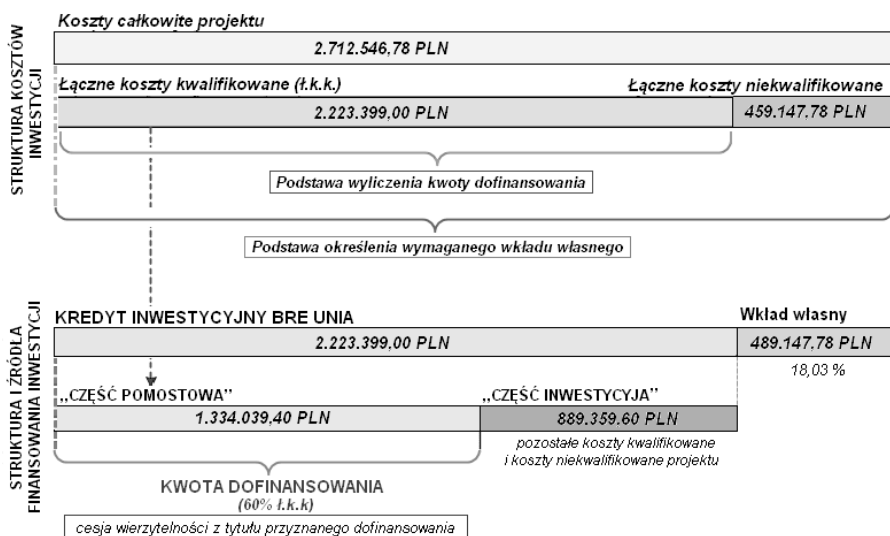 STRUKTURA KOSZTÓW
INWESTYCJI
Koszty całkowite projektu
2.712.546,78 PLN
Łączne koszty kwalifikowane (ł.k.k.)
Łączne koszty niekwalifikowane
2.223.399,00 PLN
459.147,78 PLN
Podstawa wyliczenia kwoty dofinansowania
Podstawa określenia wymaganego wkładu własnego
STRUKTURA I ŹRÓDŁA
FINANSOWANIA INWESTYCJI
KREDYT INWESTYCYJNY BRE UNIA
Wkład własny
2.223.399,00 PLN
489.147,78 PLN
18,03 %
„CZĘŚĆ POMOSTOWA”
„CZĘŚĆ INWESTYCYJA”
1.334.039,40 PLN
889.359.60 PLN
pozostałe koszty kwalifikowane
i koszty niekwalifikowane projektu
KWOTA DOFINANSOWANIA
(60% ł.k.k)
cesja wierzytelności z tytułu przyznanego dofinansowania